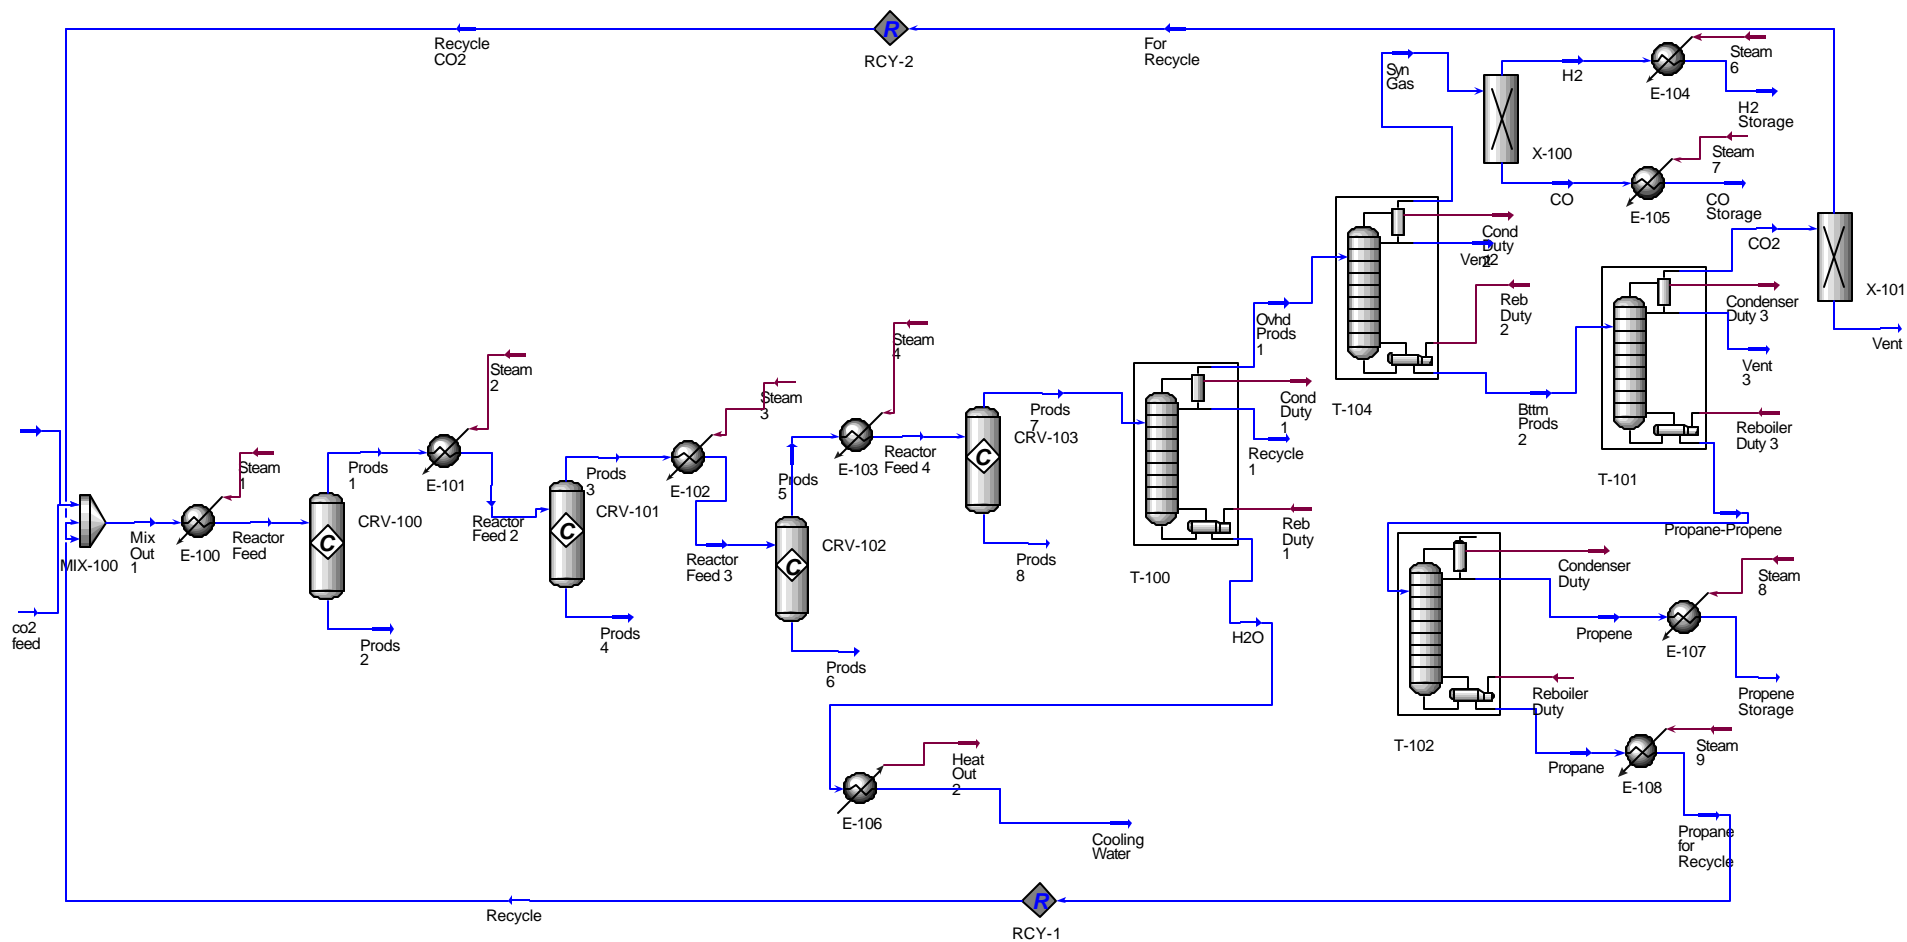 Recycle
CO2
RCY-2
For
Recycle
Syn
Gas
H2
Steam
6
E-104
H2
Storage
X-100
Steam
7
CO
E-105
CO
Storage
CO2
X-101
Vent
Cond
Duty
2
Vent2
Reb
Duty
2
Ovhd
Prods
1
T-104
Bttm
Prods
2
Condenser
Duty 3
Vent
3
Reboiler
Duty 3
T-101
Propane-Propene
Steam
4
Steam
2
Steam
3
Steam
1
Prods
1
E-101
Prods
3
E-102
Prods
5
E-103
Reactor
Feed 4
Prods
7
CRV-103
Cond
Duty
1
Recycle
1
Reb
Duty
1
T-100
Prods
8
CRV-100
Reactor
Feed 2
CRV-101
Reactor
Feed 3
CRV-102
MIX-100
Mix
Out
1
E-100
Reactor
Feed
co2
feed
Prods
2
Prods
4
Prods
6
H2O
Condenser
Duty
Steam
8
Propene
E-107
Reboiler
Duty
Propene
Storage
T-102
Steam
9
Propane
E-108
Propane
for
Recycle
Heat
Out
2
E-106
Cooling
Water
Recycle
RCY-1
C
C
C
C
R
R